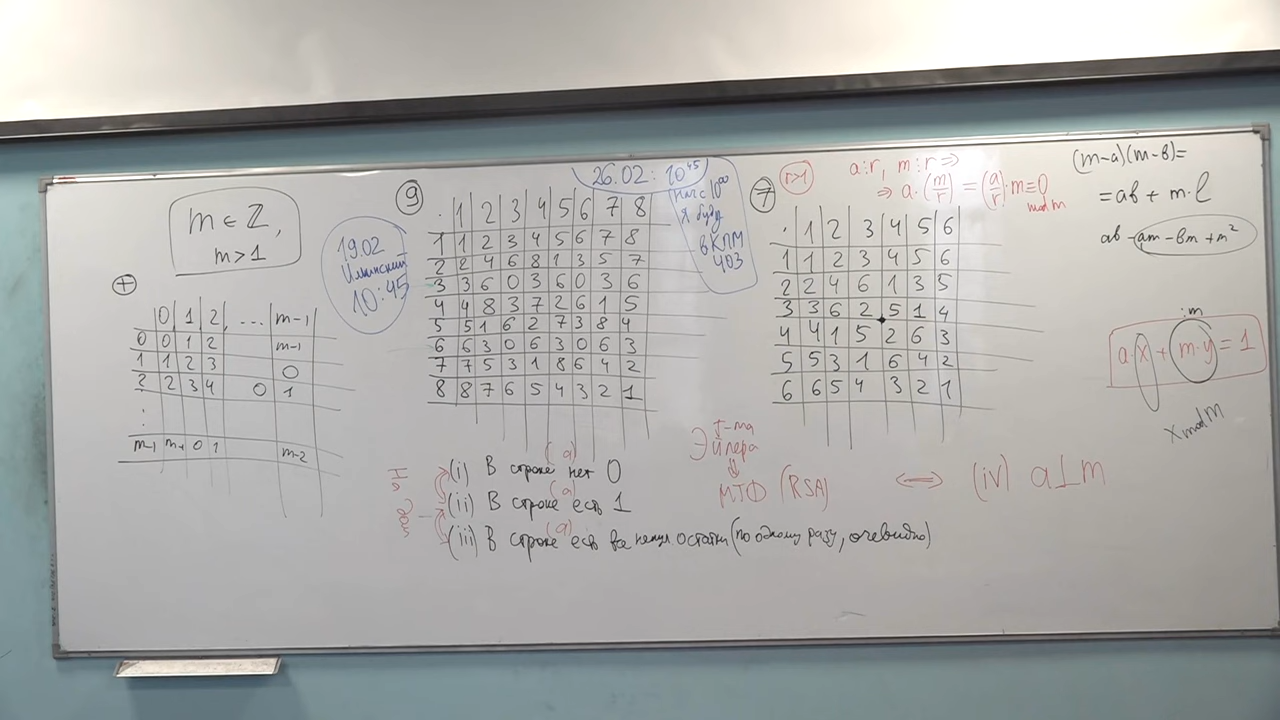 m ∈ ℤ,
m>1
+
0 1 2 ... m-1
0 0 1 2 m-1
1 1 2 3 0
2 2 3 4 0 1
:
m-1 m-1 0 1 m-2
19.02
10:45
9
· 1 2 3 4 5 6 7 8
1 1 2 3 4 5 6 7 8
2 2 4 6 8 1 3 5 7
3 3 6 0 3 6 0 3 6
4 4 8 3 7 2 6 1 5
5 5 1 6 2 7 3 8 4
6 6 3 0 6 3 0 6 3
7 7 5 3 1 8 6 4 2
8 8 7 6 5 4 3 2 1
26.02: 10⁴⁵
Нач с 10⁰⁰
я буду
в КПМ
403
7
· 1 2 3 4 5 6
1 1 2 3 4 5 6
2 2 4 6 1 3 5
3 3 6 2 5 1 4
4 4 1 5 2 6 3
5 5 3 1 6 4 2
6 6 5 4 3 2 1
r>1
a⋮r, m⋮r ⇒
⇒ a·(m/r) = (a/r)·m ≡ 0
mod m
(m-a)(m-в)=
= aв + m·l
aв -am -вm + m²
⋮m
a·x + m·y = 1
x mod m
(i) В строке (a) нет 0
(ii) В строке (a) есть 1
(iii) В строке (a) есть все ненул остатки (по одному разу, очевидно)
т-ма
Эйлера
⇓
МТФ (RSA)
⇔ (iv) a⊥m